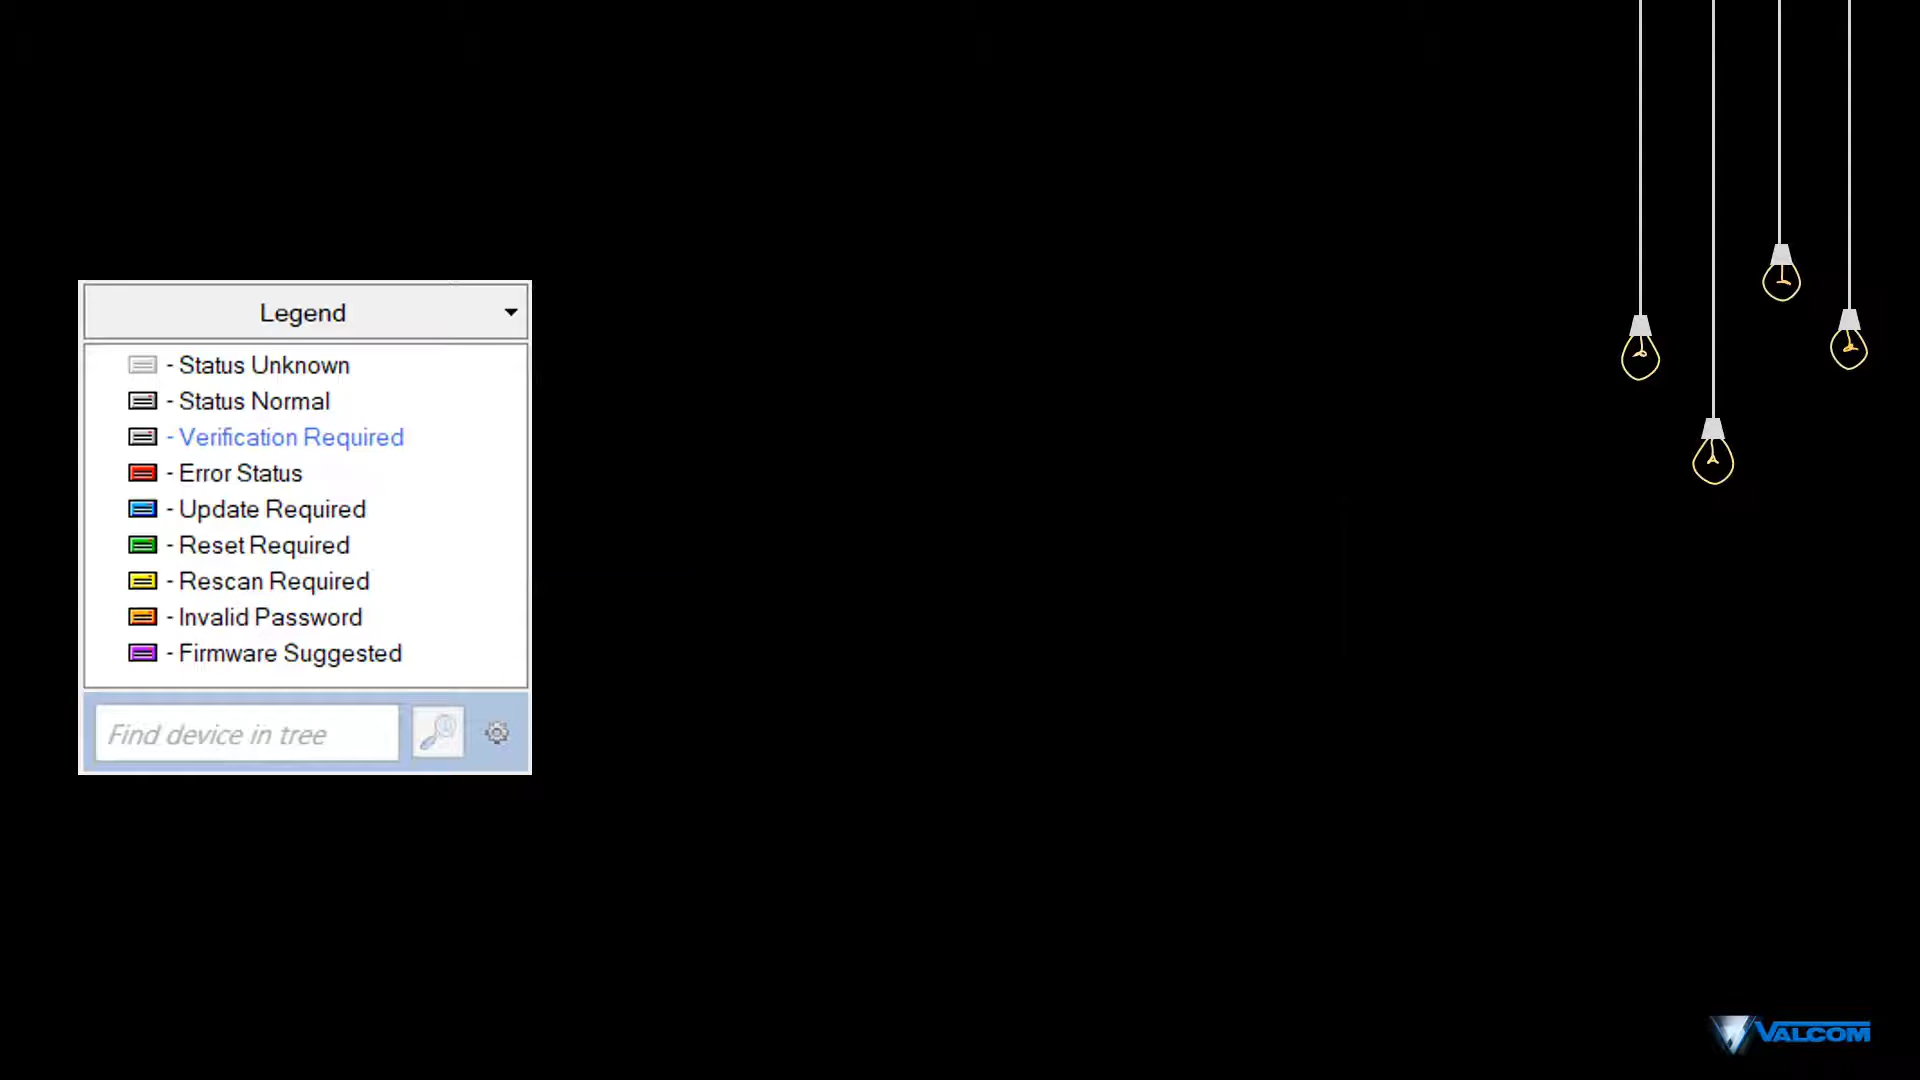 Legend
- Status Unknown
- Status Normal
- Verification Required
- Error Status
- Update Required
- Reset Required
- Rescan Required
- Invalid Password
- Firmware Suggested
Find device in tree
VALCOM